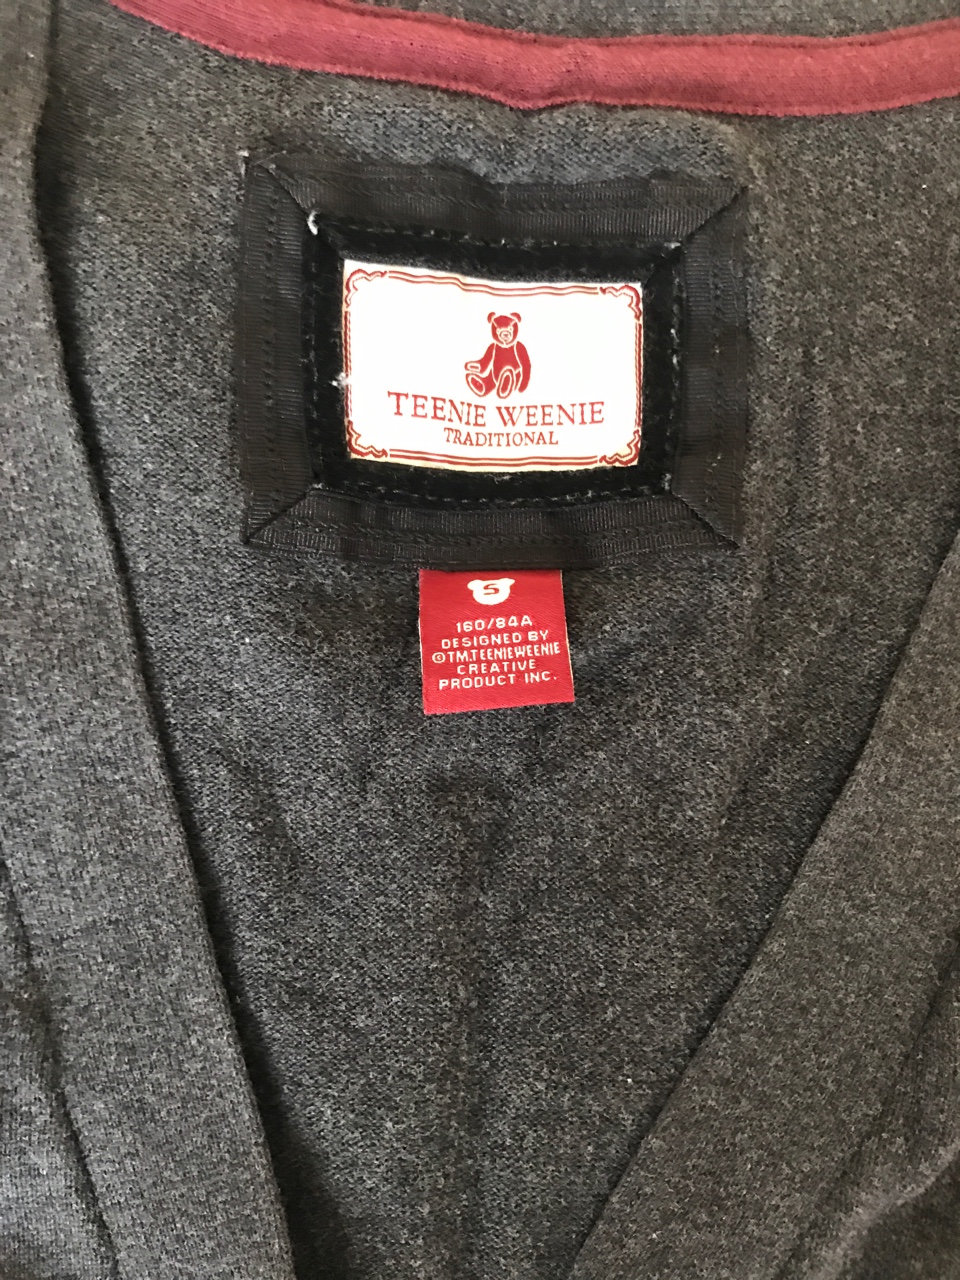 TEENIE WEENIE
TRADITIONAL
S
160/84A
DESIGNED BY
©TM.TEENIEWEENIE
CREATIVE
PRODUCT INC.